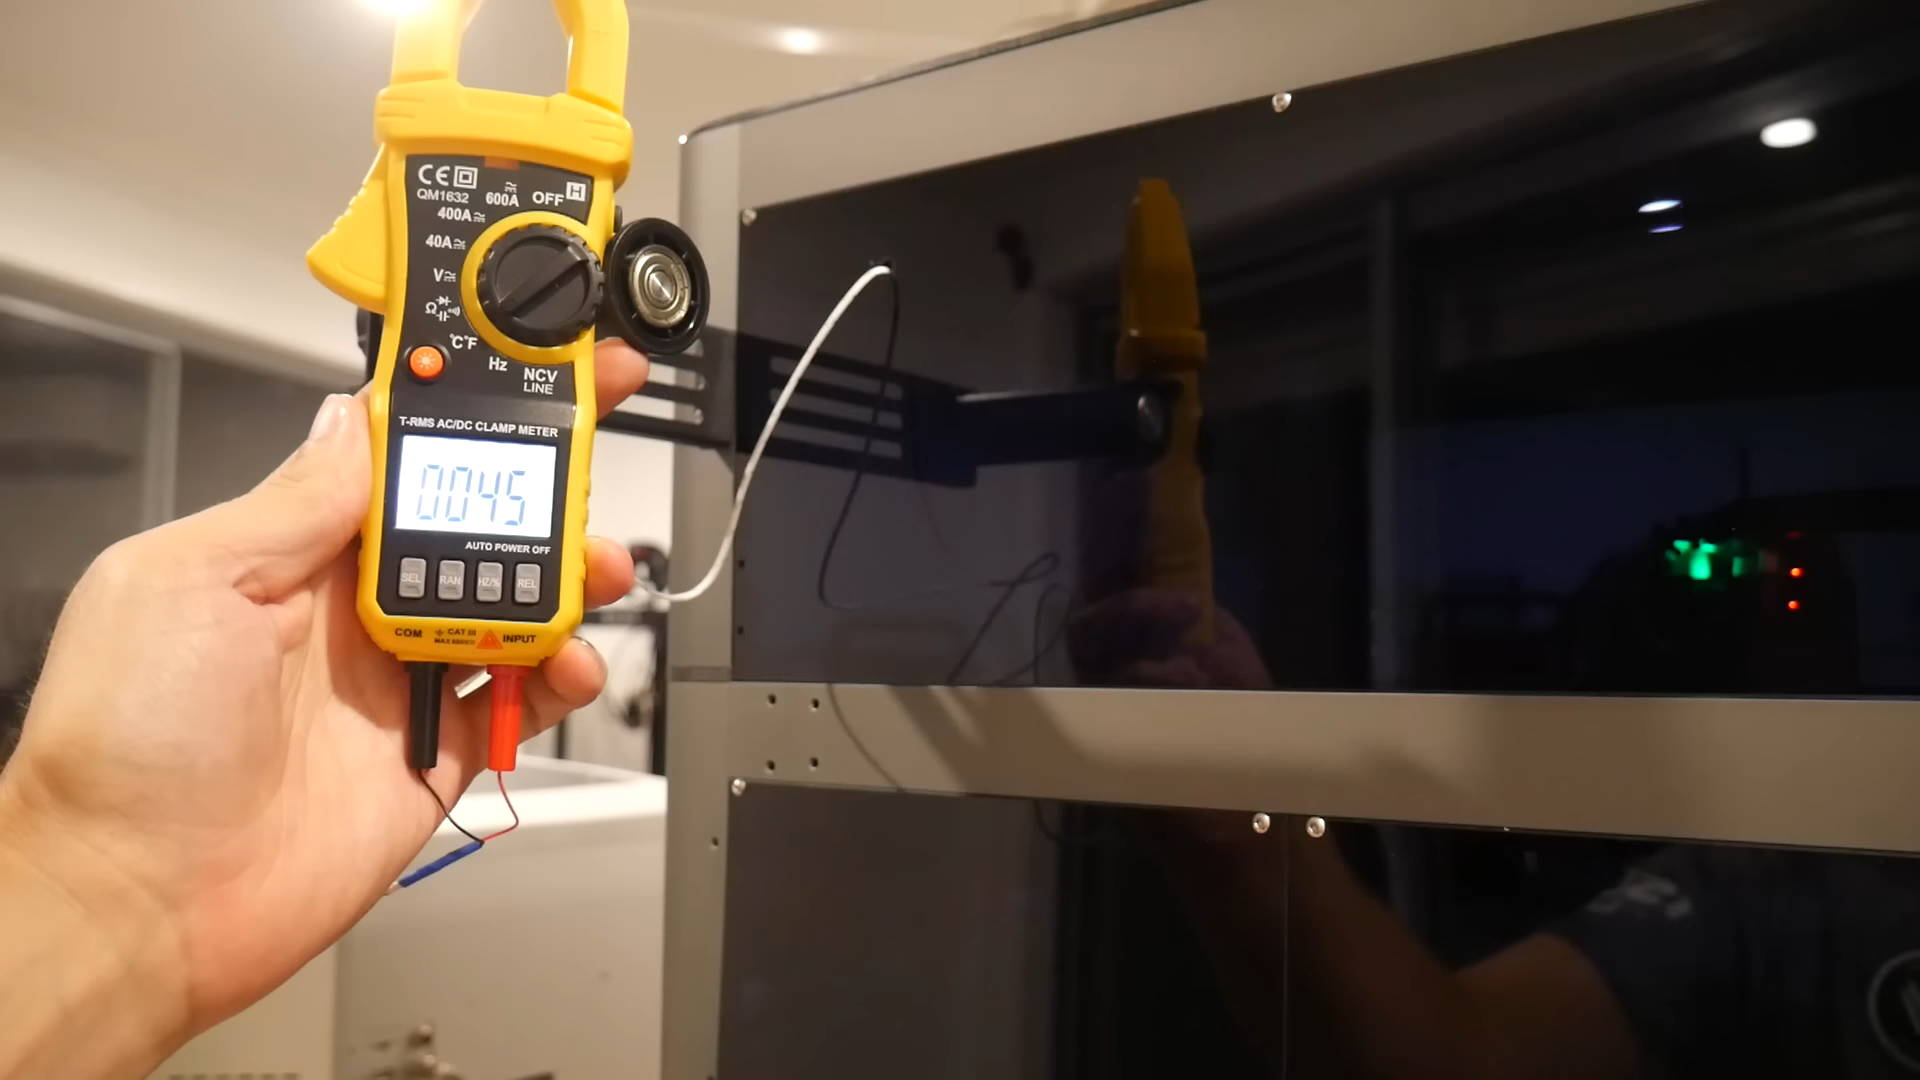 CE
QM1632
600A
OFF H
400A
40A
V
Ω
°C°F
Hz
NCV
LINE
T-RMS AC/DC CLAMP METER
0045
AUTO POWER OFF
SEL RAN HZ/% REL
COM CAT III INPUT